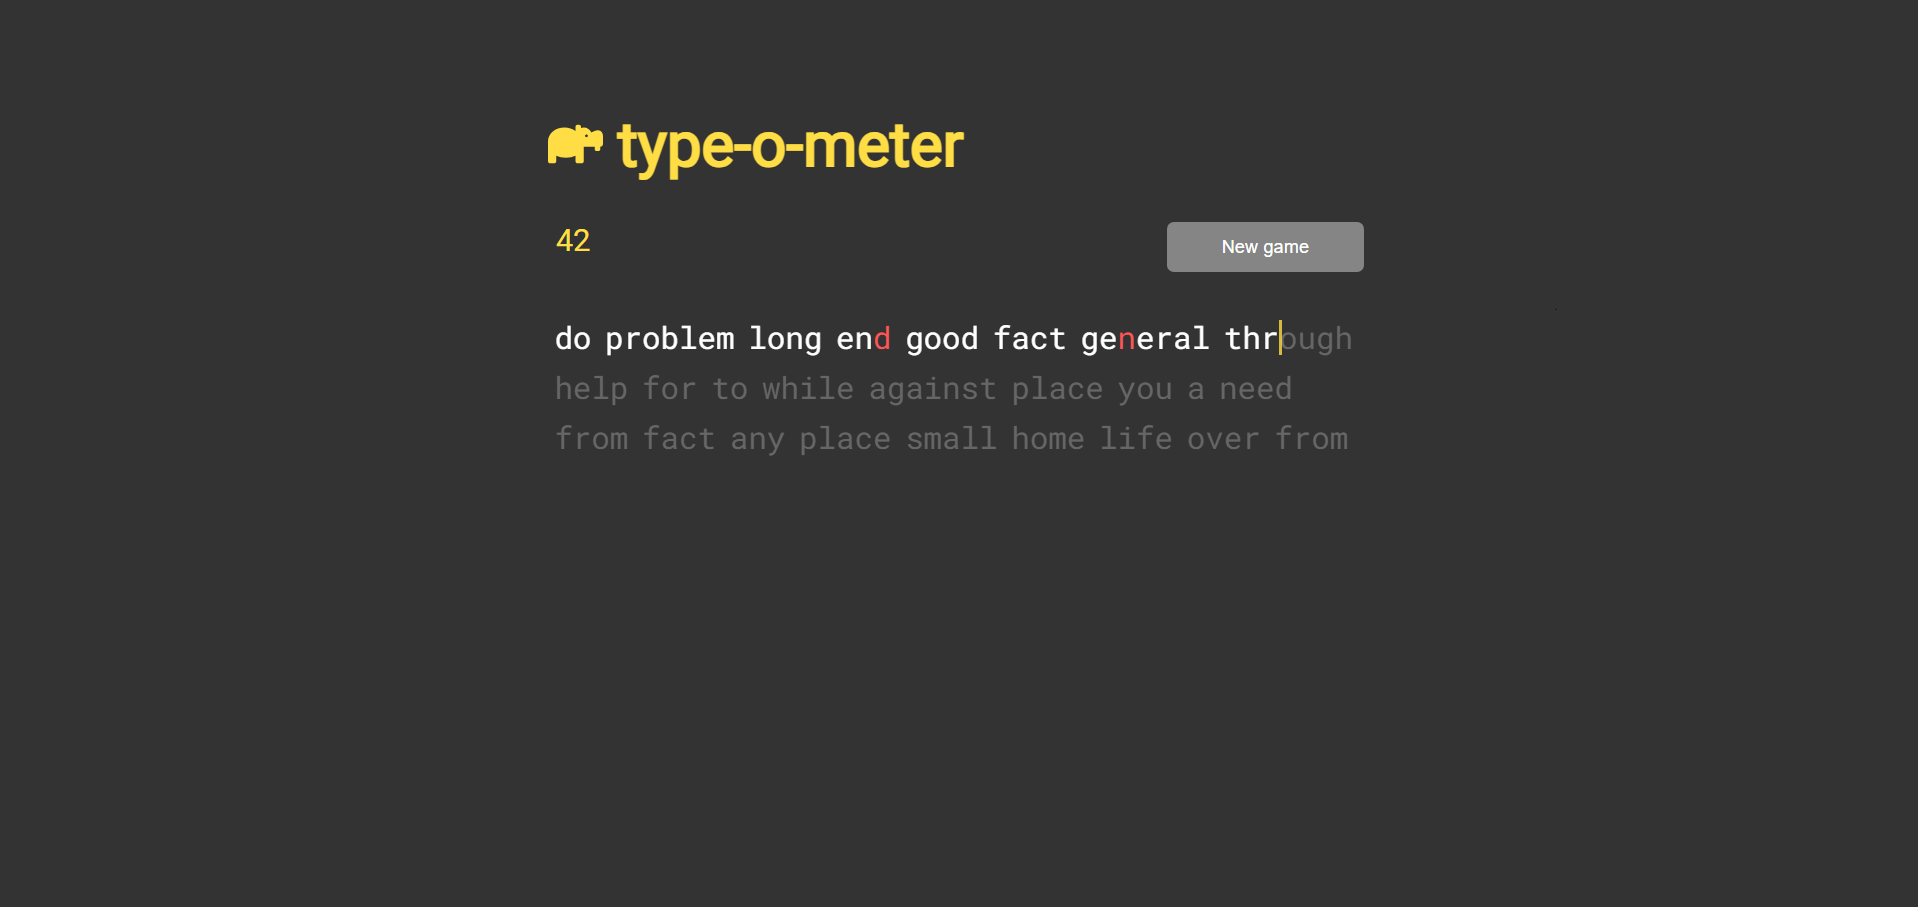 type-o-meter
42
New game
do problem long end good fact general through
help for to while against place you a need
from fact any place small home life over from